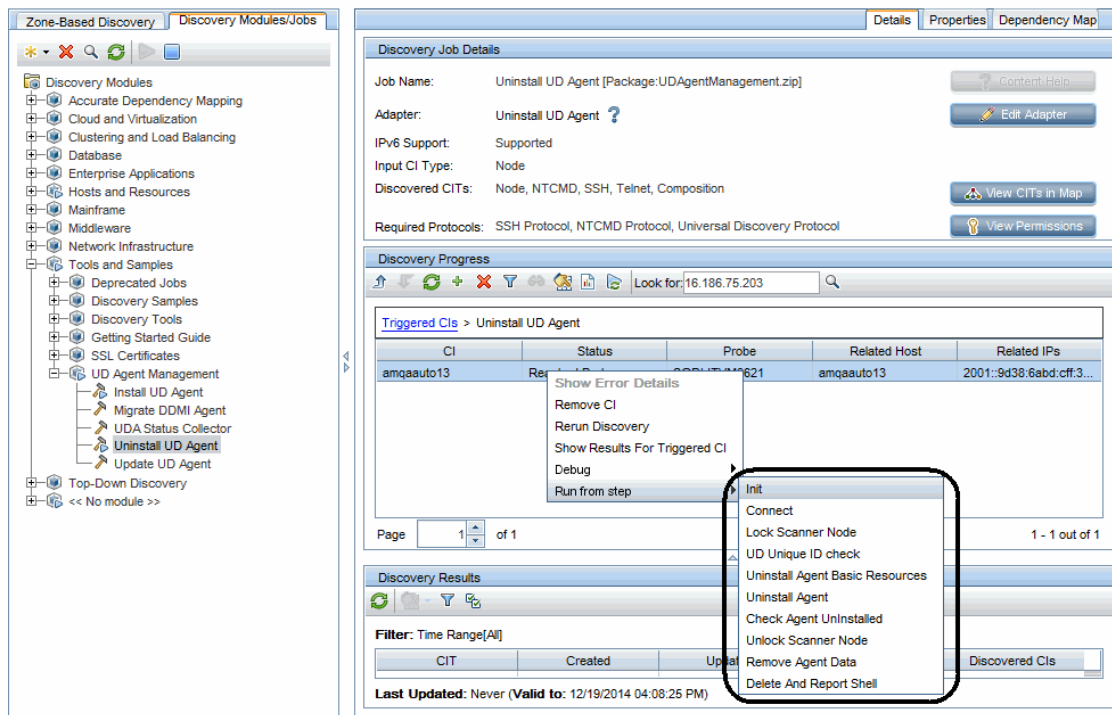 Zone-Based Discovery
Discovery Modules/Jobs
Discovery Modules
Accurate Dependency Mapping
Cloud and Virtualization
Clustering and Load Balancing
Database
Enterprise Applications
Hosts and Resources
Mainframe
Middleware
Network Infrastructure
Tools and Samples
Deprecated Jobs
Discovery Samples
Discovery Tools
Getting Started Guide
SSL Certificates
UD Agent Management
Install UD Agent
Migrate DDMI Agent
UDA Status Collector
Uninstall UD Agent
Update UD Agent
Top-Down Discovery
<< No module >>
Details Properties Dependency Map
Discovery Job Details
Job Name: Uninstall UD Agent [Package:UDAgentManagement.zip]
? Content Help
Adapter: Uninstall UD Agent ?
Edit Adapter
IPv6 Support: Supported
Input CI Type: Node
Discovered CITs: Node, NTCMD, SSH, Telnet, Composition
View CITs in Map
Required Protocols: SSH Protocol, NTCMD Protocol, Universal Discovery Protocol
View Permissions
Discovery Progress
Look for: 16.186.75.203
Triggered CIs > Uninstall UD Agent
CI Status Probe Related Host Related IPs
amqaauto13 amqaauto13 2001::9d38:6abd:cff:3...
Show Error Details
Remove CI
Rerun Discovery
Show Results For Triggered CI
Debug
Run from step
Init
Connect
Lock Scanner Node
UD Unique ID check
Uninstall Agent Basic Resources
Uninstall Agent
Check Agent UnInstalled
Unlock Scanner Node
Remove Agent Data
Delete And Report Shell
Page 1 of 1
1 - 1 out of 1
Discovery Results
Filter: Time Range[All]
CIT Created Discovered CIs
Last Updated: Never (Valid to: 12/19/2014 04:08:25 PM)